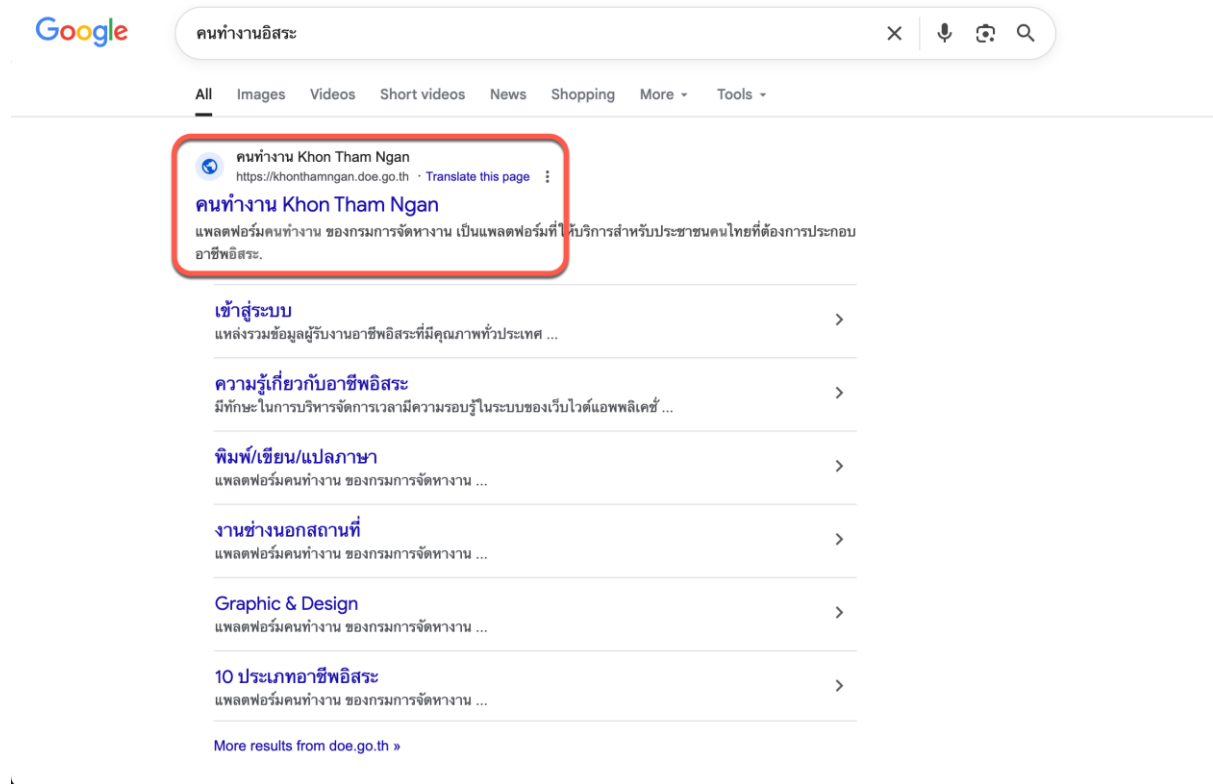 Google
คนทำงานอิสระ
All Images Videos Short videos News Shopping More Tools
คนทำงาน Khon Tham Ngan
https://khonthamngan.doe.go.th · Translate this page
คนทำงาน Khon Tham Ngan
แพลตฟอร์มคนทำงาน ของกรมการจัดหางาน เป็นแพลตฟอร์มที่ให้บริการสำหรับประชาชนคนไทยที่ต้องการประกอบ
อาชีพอิสระ.
เข้าสู่ระบบ
แหล่งรวมข้อมูลผู้รับงานอาชีพอิสระที่มีคุณภาพทั่วประเทศ ...
ความรู้เกี่ยวกับอาชีพอิสระ
มีทักษะในการบริหารจัดการเวลามีความรอบรู้ในระบบของเว็บไวต์แอพพลิเคชั่ ...
พิมพ์/เขียน/แปลภาษา
แพลตฟอร์มคนทำงาน ของกรมการจัดหางาน ...
งานช่างนอกสถานที่
แพลตฟอร์มคนทำงาน ของกรมการจัดหางาน ...
Graphic & Design
แพลตฟอร์มคนทำงาน ของกรมการจัดหางาน ...
10 ประเภทอาชีพอิสระ
แพลตฟอร์มคนทำงาน ของกรมการจัดหางาน ...
More results from doe.go.th »